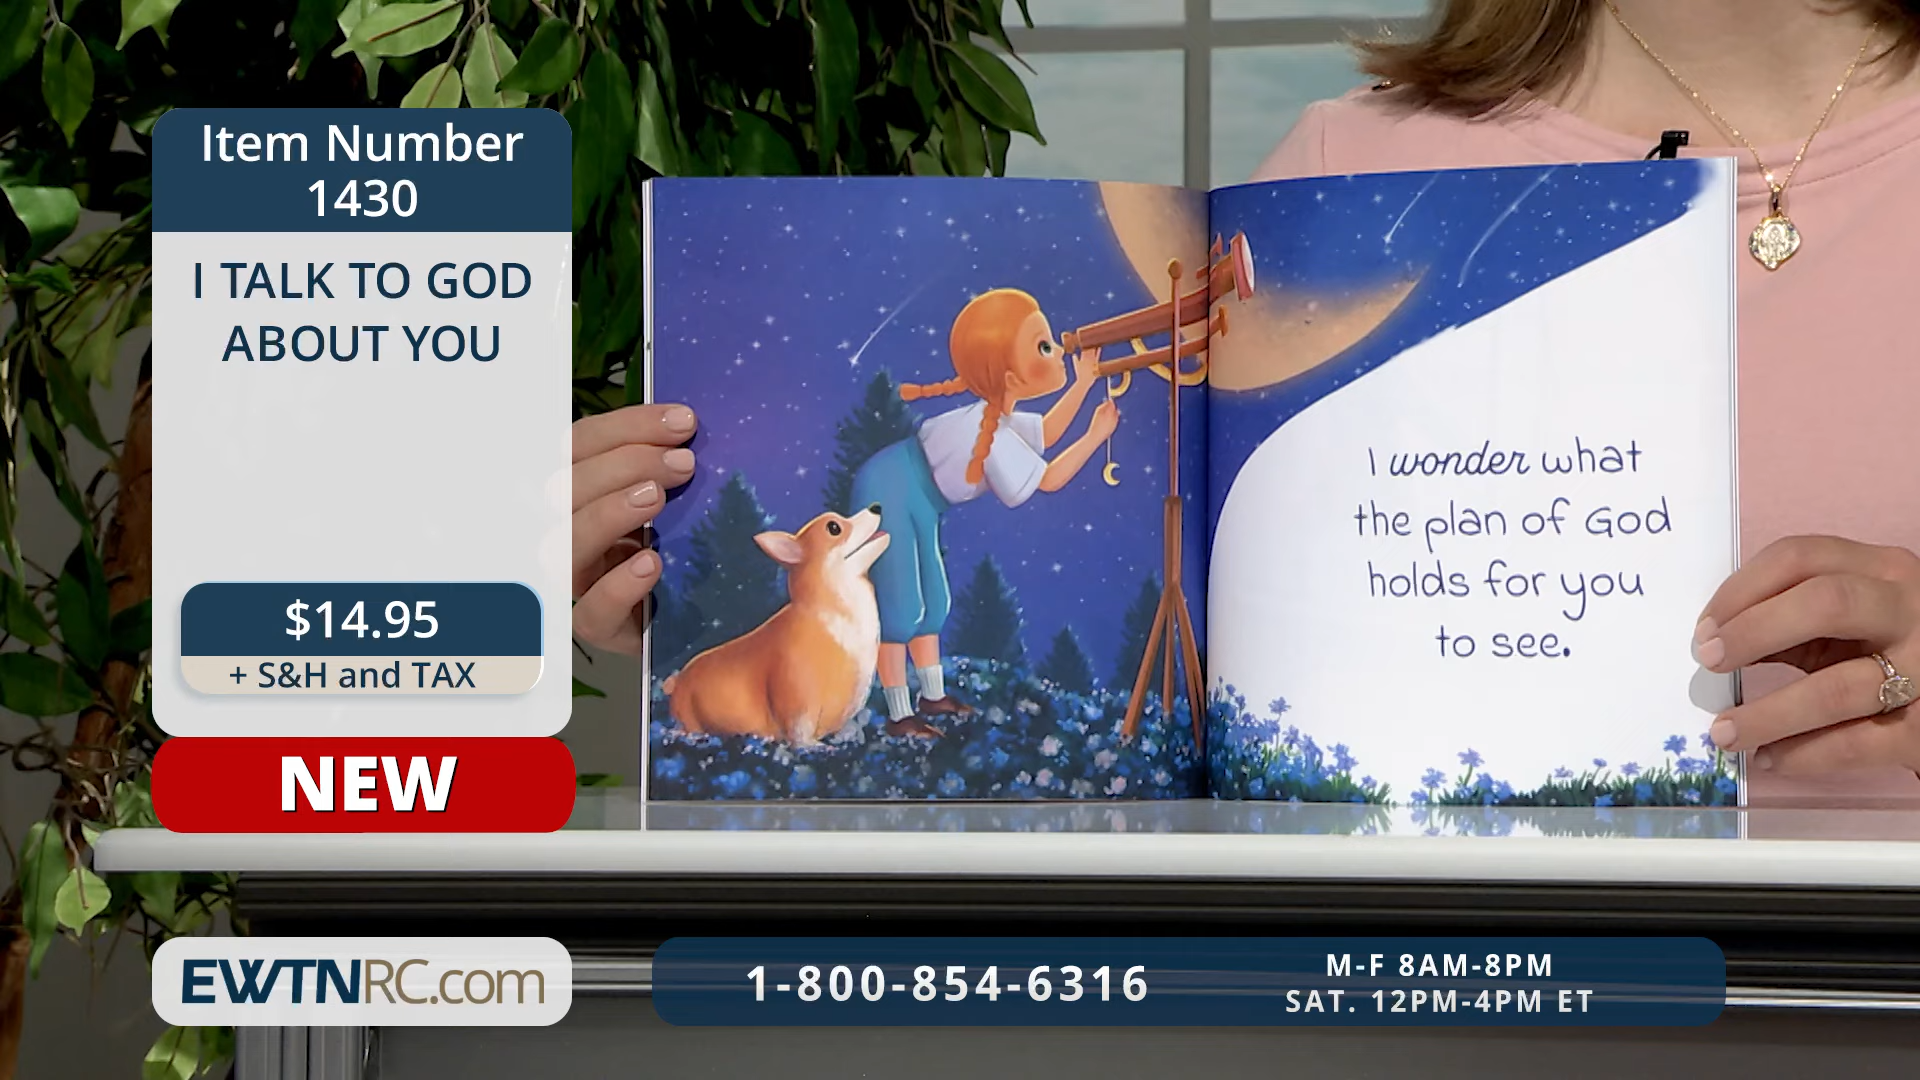 Item Number
1430
I TALK TO GOD
ABOUT YOU
$14.95
+ S&H and TAX
NEW
I wonder what
the plan of God
holds for you
to see.
EWTNRC.com
1-800-854-6316
M-F 8AM-8PM
SAT. 12PM-4PM ET